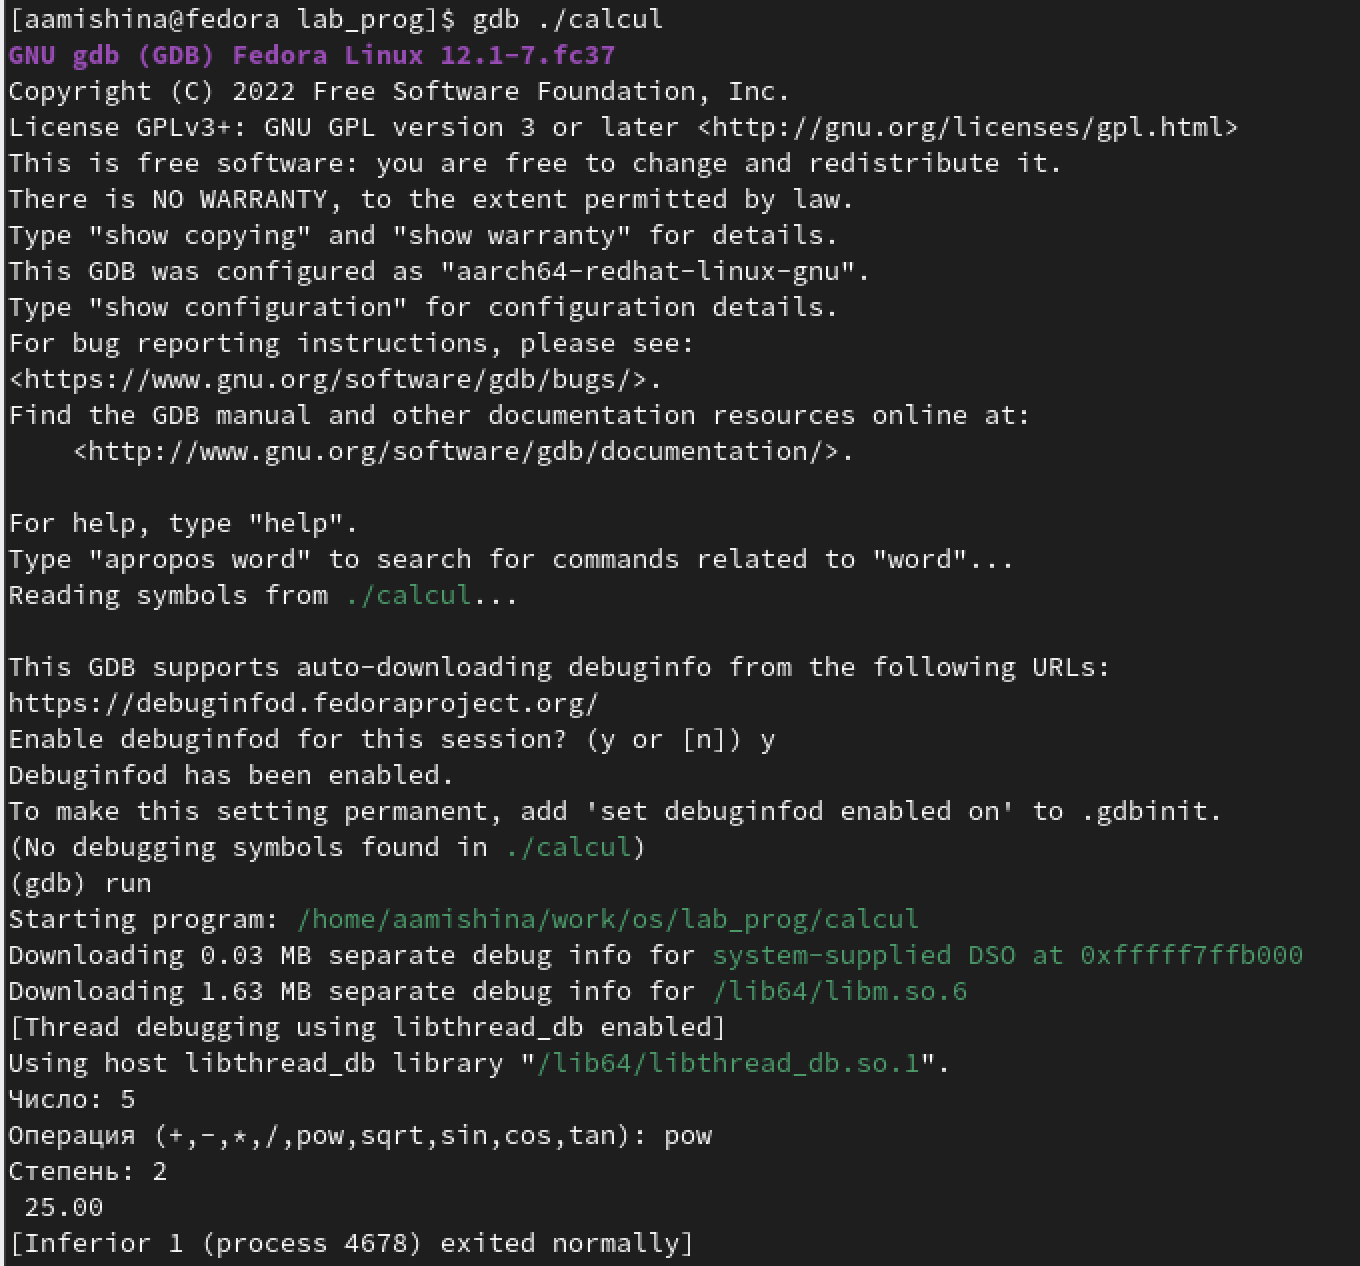 [aamishina@fedora lab_prog]$ gdb ./calcul
GNU gdb (GDB) Fedora Linux 12.1-7.fc37
Copyright (C) 2022 Free Software Foundation, Inc.
License GPLv3+: GNU GPL version 3 or later <http://gnu.org/licenses/gpl.html>
This is free software: you are free to change and redistribute it.
There is NO WARRANTY, to the extent permitted by law.
Type "show copying" and "show warranty" for details.
This GDB was configured as "aarch64-redhat-linux-gnu".
Type "show configuration" for configuration details.
For bug reporting instructions, please see:
<https://www.gnu.org/software/gdb/bugs/>.
Find the GDB manual and other documentation resources online at:
    <http://www.gnu.org/software/gdb/documentation/>.

For help, type "help".
Type "apropos word" to search for commands related to "word"...
Reading symbols from ./calcul...

This GDB supports auto-downloading debuginfo from the following URLs:
https://debuginfod.fedoraproject.org/
Enable debuginfod for this session? (y or [n]) y
Debuginfod has been enabled.
To make this setting permanent, add 'set debuginfod enabled on' to .gdbinit.
(No debugging symbols found in ./calcul)
(gdb) run
Starting program: /home/aamishina/work/os/lab_prog/calcul
Downloading 0.03 MB separate debug info for system-supplied DSO at 0xfffff7ffb000
Downloading 1.63 MB separate debug info for /lib64/libm.so.6
[Thread debugging using libthread_db enabled]
Using host libthread_db library "/lib64/libthread_db.so.1".
Число: 5
Операция (+,-,*,/,pow,sqrt,sin,cos,tan): pow
Степень: 2
 25.00
[Inferior 1 (process 4678) exited normally]